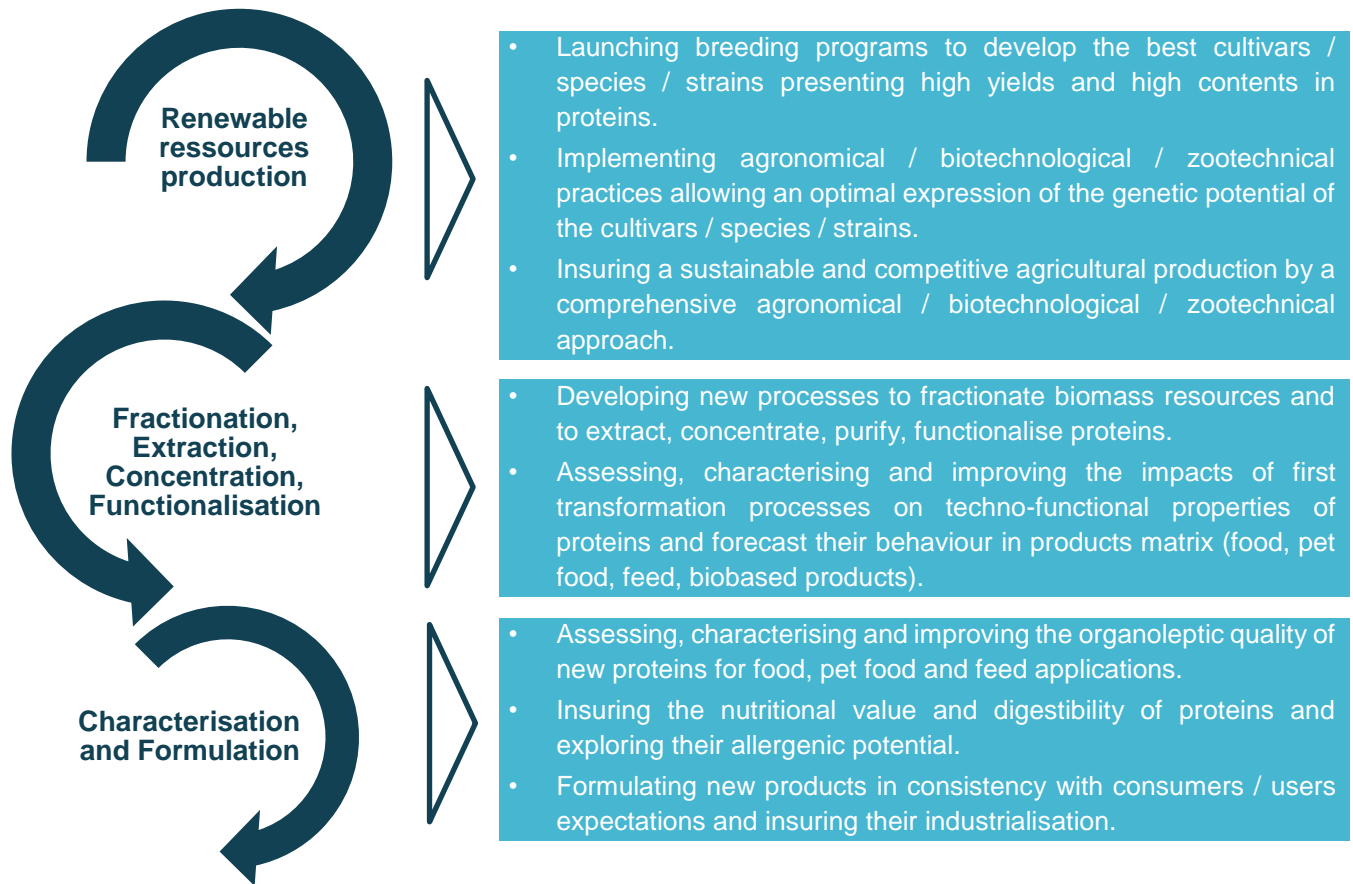 Renewable
ressources
production
• Launching breeding programs to develop the best cultivars /
species / strains presenting high yields and high contents in
proteins.
• Implementing agronomical / biotechnological / zootechnical
practices allowing an optimal expression of the genetic potential of
the cultivars / species / strains.
• Insuring a sustainable and competitive agricultural production by a
comprehensive agronomical / biotechnological / zootechnical
approach.
Fractionation,
Extraction,
Concentration,
Functionalisation
• Developing new processes to fractionate biomass resources and
to extract, concentrate, purify, functionalise proteins.
• Assessing, characterising and improving the impacts of first
transformation processes on techno-functional properties of
proteins and forecast their behaviour in products matrix (food, pet
food, feed, biobased products).
Characterisation
and Formulation
• Assessing, characterising and improving the organoleptic quality of
new proteins for food, pet food and feed applications.
• Insuring the nutritional value and digestibility of proteins and
exploring their allergenic potential.
• Formulating new products in consistency with consumers / users
expectations and insuring their industrialisation.